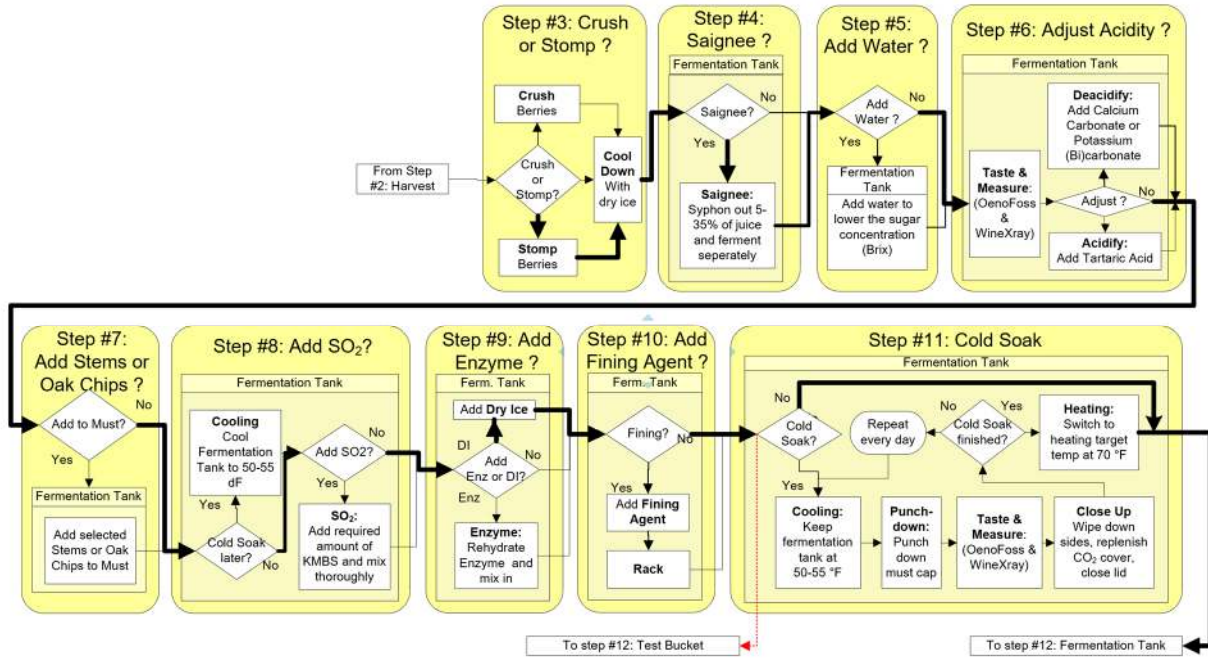 Step #3: Crush
or Stomp ?
Crush
Berries
From Step
#2: Harvest
Crush
or
Stomp?
Cool
Down
With
dry ice
Stomp
Berries
Step #4:
Saignee ?
Fermentation Tank
Saignee?
No
Yes
Saignee:
Syphon out 5-
35% of juice
and ferment
seperately
Step #5:
Add Water ?
No
Add
Water ?
Yes
Fermentation
Tank
Add water to
lower the sugar
concentration
(Brix)
Step #6: Adjust Acidity ?
Fermentation Tank
Deacidify:
Add Calcium
Carbonate or
Potassium
(Bi)carbonate
Taste &
Measure:
(OenoFoss
&
WineXray)
No
Adjust ?
Acidify:
Add Tartaric Acid
Step #7:
Add Stems or
Oak Chips ?
No
Add to Must?
Yes
Fermentation Tank
Add selected
Stems or Oak
Chips to Must
Step #8: Add SO2?
Fermentation Tank
Cooling
Cool
Fermentation
Tank to 50-55
dF
Yes
Cold Soak
later?
No
No
Add SO2?
Yes
SO2:
Add required
amount of
KMBS and mix
thoroughly
Step #9: Add
Enzyme ?
Ferm. Tank
Add Dry Ice
DI
Add
Enz or DI?
No
Enz
Enzyme:
Rehydrate
Enzyme and
mix in
Step #10: Add
Fining Agent ?
Ferm. Tank
Fining?
No
Yes
Add Fining
Agent
Rack
Step #11: Cold Soak
Fermentation Tank
No
Cold
Soak?
Yes
Repeat
every day
No
Yes
Cold Soak
finished?
Heating:
Switch to
heating target
temp at 70 °F
Cooling:
Keep
fermentation
tank at
50-55 °F
Punch-
down:
Punch
down
must cap
Taste &
Measure:
(OenoFoss &
WineXray)
Close Up
Wipe down
sides, replenish
CO2 cover,
close lid
To step #12: Test Bucket
To step #12: Fermentation Tank